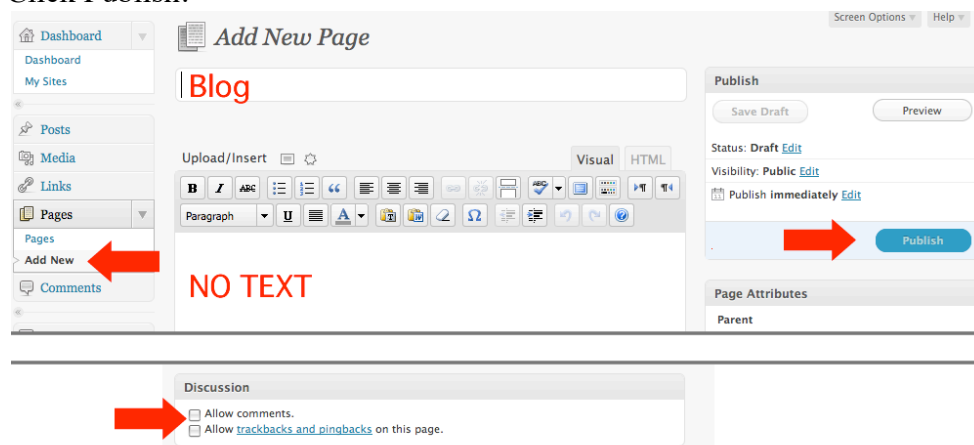 Click Publish.
Screen Options Help
Dashboard
Add New Page
Dashboard
My Sites
Blog
Publish
Save Draft Preview
Posts
Media
Upload/Insert Visual HTML
Status: Draft Edit
Links
Visibility: Public Edit
B I ABC
Publish immediately Edit
Pages
Paragraph U A Ω
Pages
Publish
Add New
NO TEXT
Comments
Page Attributes
Parent
Discussion
Allow comments.
Allow trackbacks and pingbacks on this page.